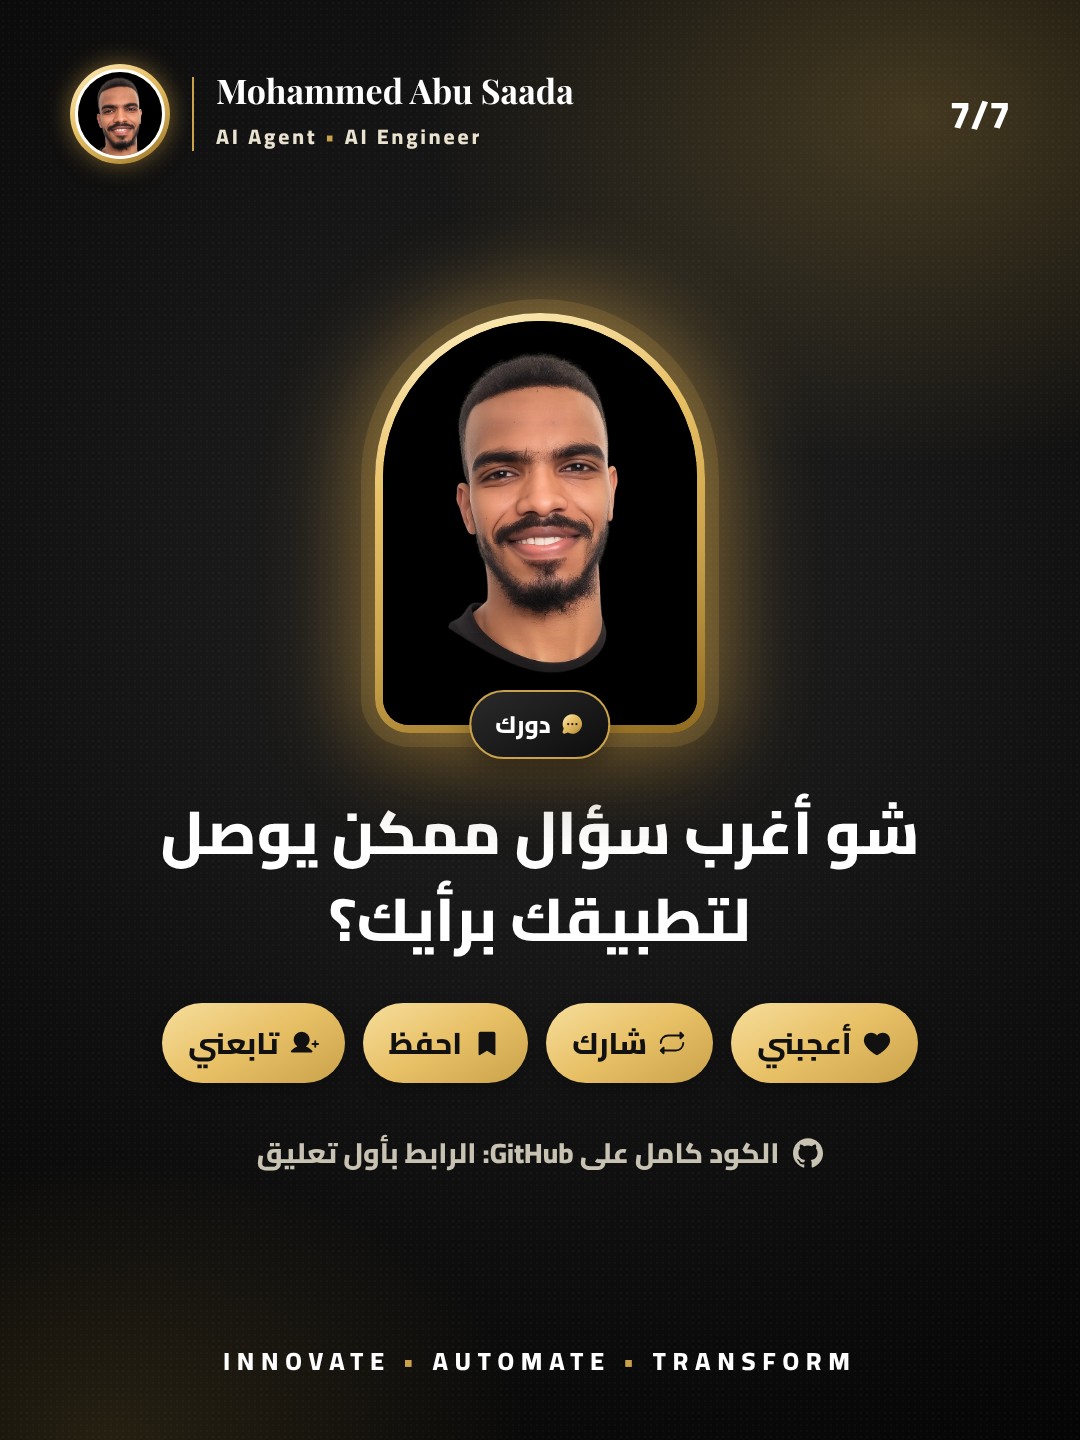 Mohammed Abu Saada
AI Agent ▪ AI Engineer
7/7
دورك
شو أغرب سؤال ممكن يوصل
لتطبيقك برأيك؟
أعجبني
شارك
احفظ
تابعني
الكود كامل على GitHub: الرابط بأول تعليق
INNOVATE ▪ AUTOMATE ▪ TRANSFORM